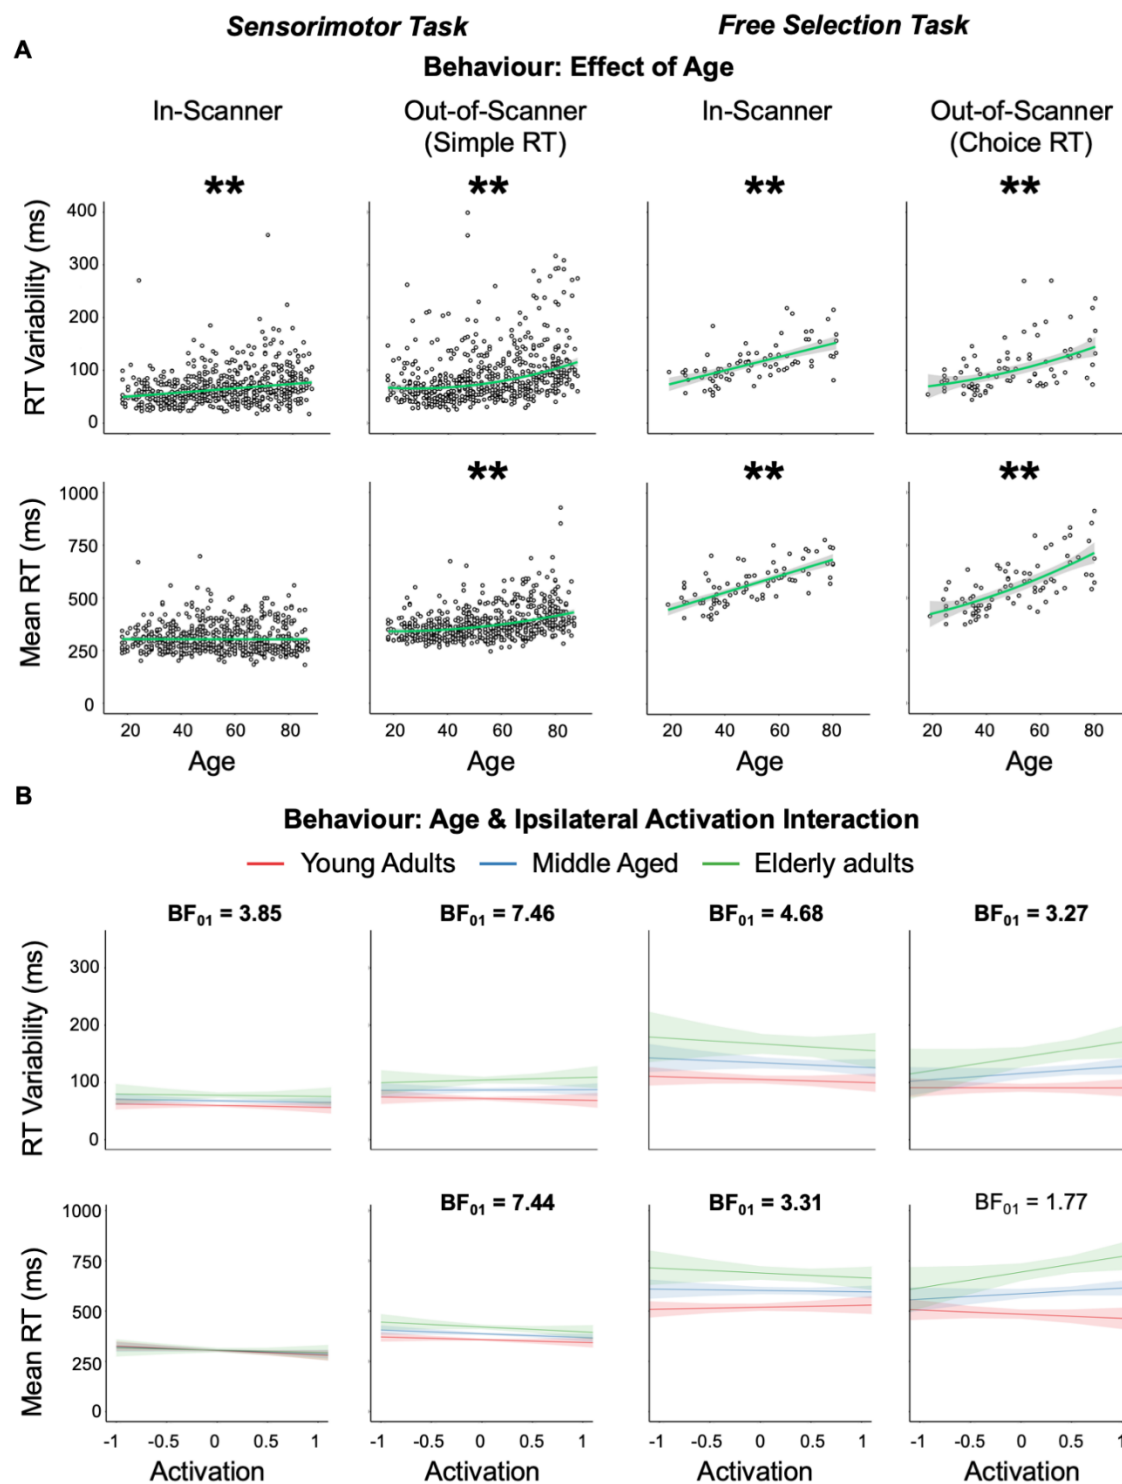 Sensorimotor Task Free Selection Task
A
Behaviour: Effect of Age
In-Scanner Out-of-Scanner In-Scanner Out-of-Scanner
(Simple RT) (Choice RT)
** ** ** **
RT Variability (ms)
400
300
200
100
0
** ** **
Mean RT (ms)
1000
750
500
250
0
20 40 60 80 20 40 60 80 20 40 60 80 20 40 60 80
Age Age Age Age
B
Behaviour: Age & Ipsilateral Activation Interaction
Young Adults Middle Aged Elderly adults
BF01 = 3.85 BF01 = 7.46 BF01 = 4.68 BF01 = 3.27
RT Variability (ms)
300
200
100
0
BF01 = 7.44 BF01 = 3.31 BF01 = 1.77
Mean RT (ms)
1000
750
500
250
0
-1 -0.5 0 0.5 1 -1 -0.5 0 0.5 1 -1 -0.5 0 0.5 1 -1 -0.5 0 0.5 1
Activation Activation Activation Activation